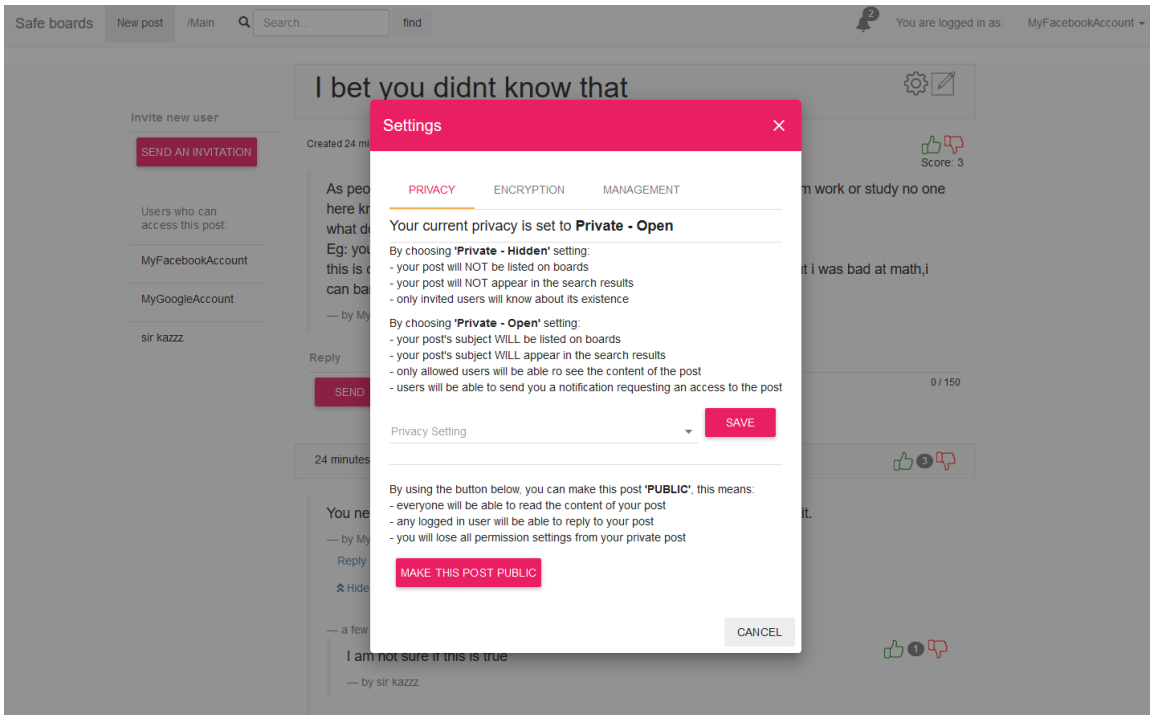 Safe boards New post /Main Search... find 2 You are logged in as: MyFacebookAccount
I bet you didnt know that
Invite new user
SEND AN INVITATION
Users who can
access this post:
MyFacebookAccount
MyGoogleAccount
sir kazzz
Created 24
Score: 3
As work or study no one
here
what
Eg:
this is i was bad at math,i
can
— by
Reply
SEND
0 / 150
24 minutes
3
You it.
— by
Reply
Hide
— a few
I am not sure if this is true
1
— by sir kazzz
Settings
PRIVACY ENCRYPTION MANAGEMENT
Your current privacy is set to Private - Open
By choosing 'Private - Hidden' setting:
- your post will NOT be listed on boards
- your post will NOT appear in the search results
- only invited users will know about its existence
By choosing 'Private - Open' setting:
- your post's subject WILL be listed on boards
- your post's subject WILL appear in the search results
- only allowed users will be able ro see the content of the post
- users will be able to send you a notification requesting an access to the post
Privacy Setting
SAVE
By using the button below, you can make this post 'PUBLIC', this means:
- everyone will be able to read the content of your post
- any logged in user will be able to reply to your post
- you will lose all permission settings from your private post
MAKE THIS POST PUBLIC
CANCEL